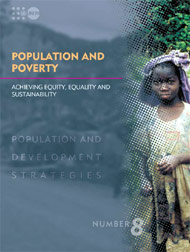 POPULATION AND
POVERTY
ACHIEVING EQUITY, EQUALITY AND
SUSTAINABILITY
POPULATION AND
DEVELOPMENT
STRATEGIES
NUMBER 8